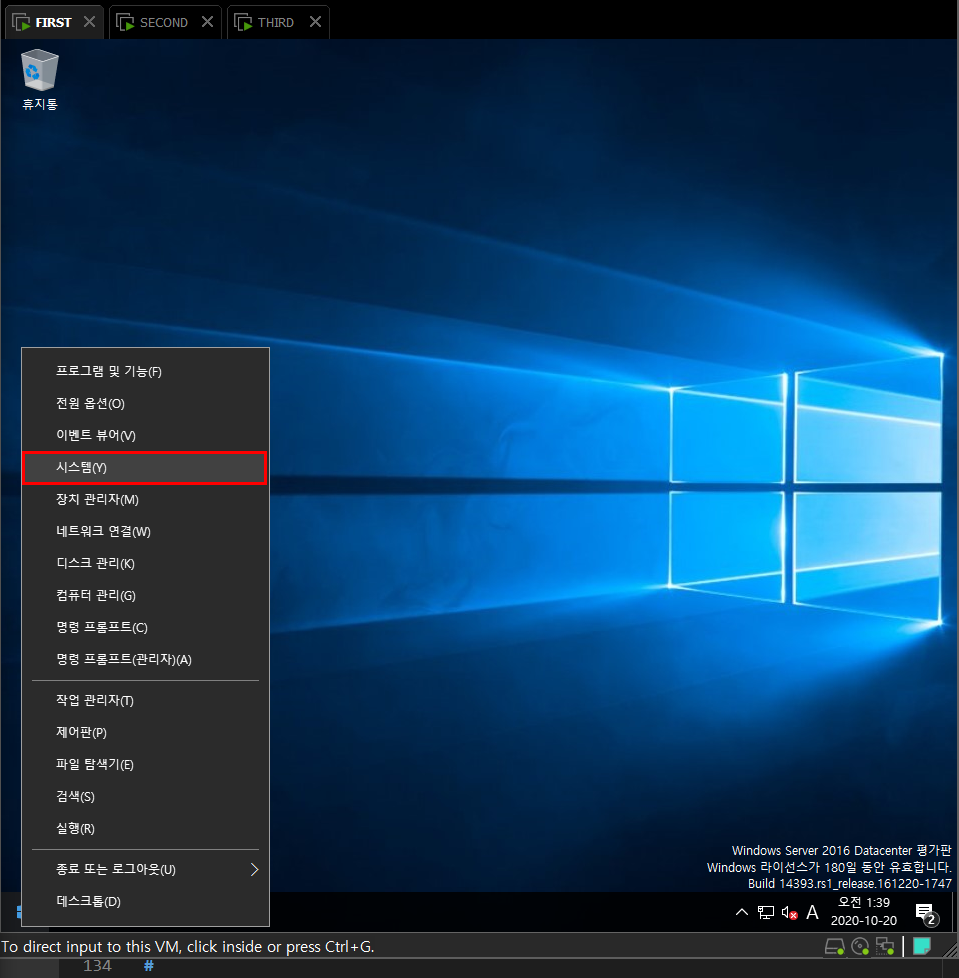 FIRST
SECOND
THIRD
휴지통
프로그램 및 기능(F)
전원 옵션(O)
이벤트 뷰어(V)
시스템(Y)
장치 관리자(M)
네트워크 연결(W)
디스크 관리(K)
컴퓨터 관리(G)
명령 프롬프트(C)
명령 프롬프트(관리자)(A)
작업 관리자(T)
제어판(P)
파일 탐색기(E)
검색(S)
실행(R)
종료 또는 로그아웃(U)
데스크톱(D)
Windows Server 2016 Datacenter 평가판
Windows 라이선스가 180일 동안 유효합니다.
Build 14393.rs1_release.161220-1747
A
오전 1:39
2020-10-20
2
To direct input to this VM, click inside or press Ctrl+G.
134 #